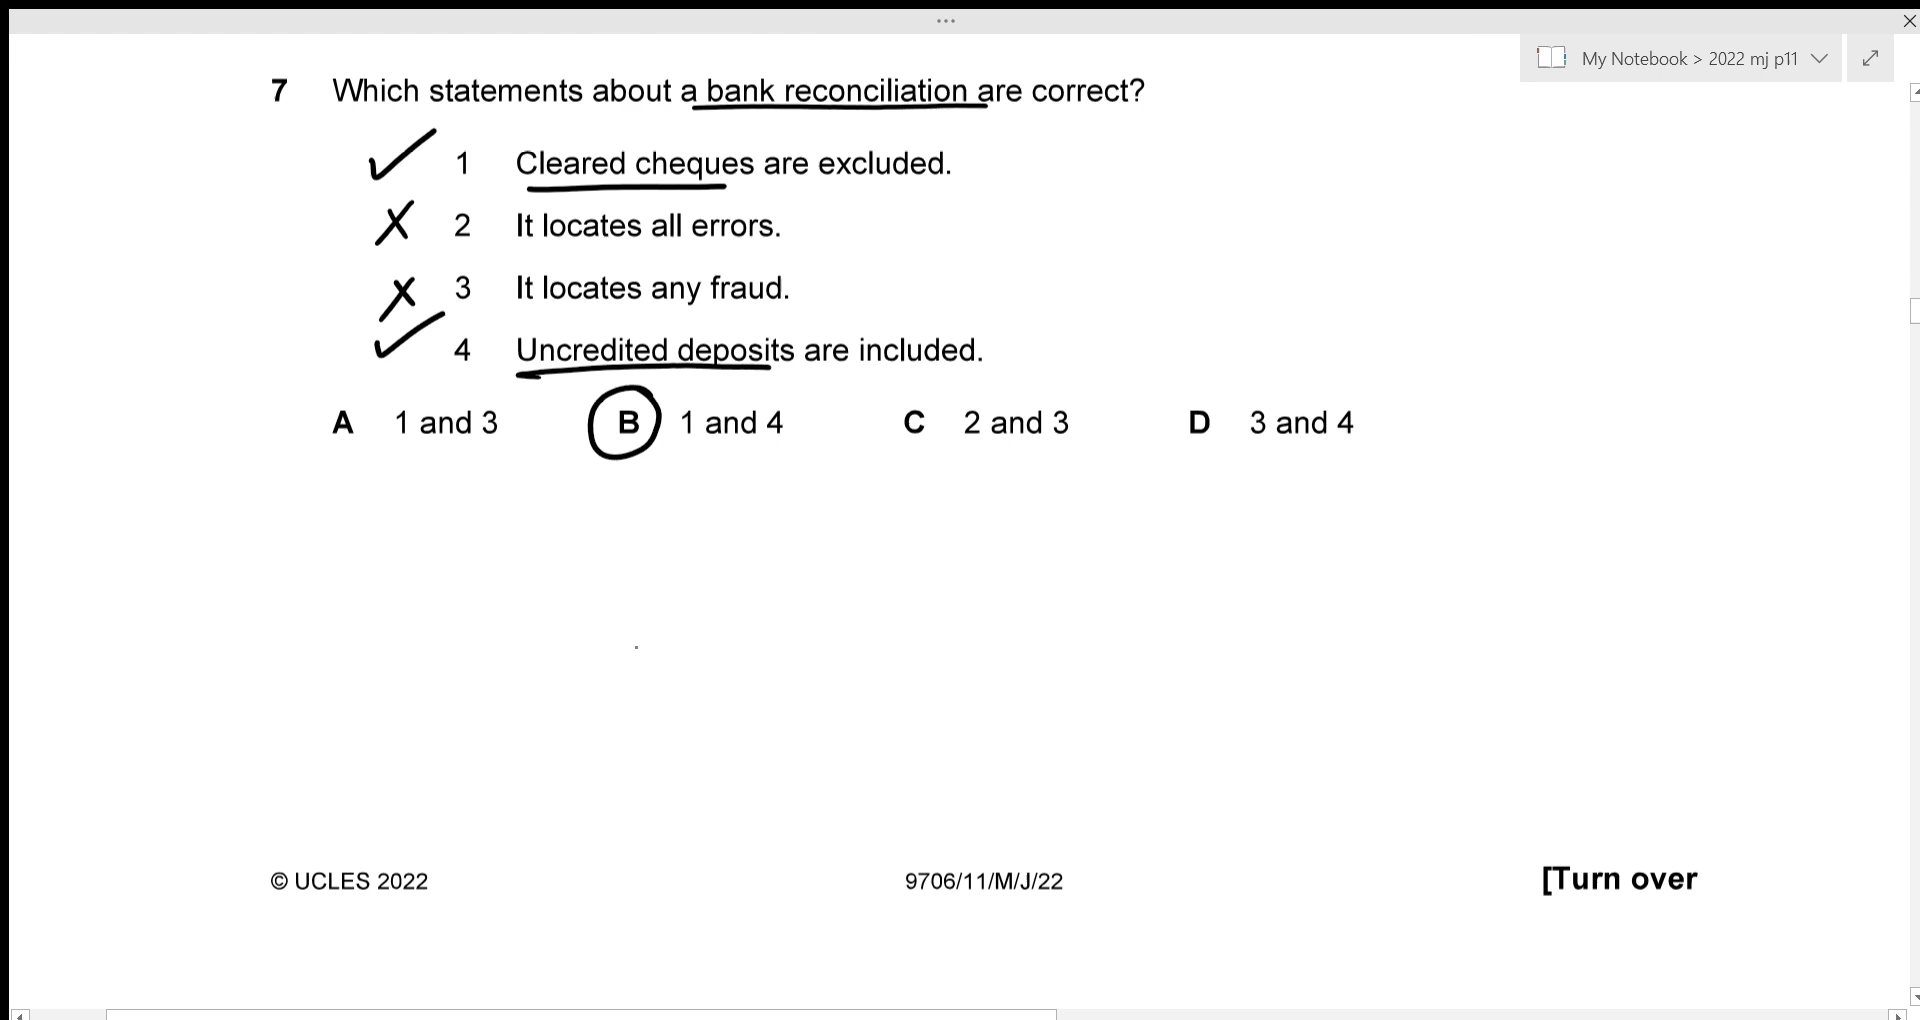 My Notebook > 2022 mj p11
7 Which statements about a bank reconciliation are correct?
1 Cleared cheques are excluded.
2 It locates all errors.
3 It locates any fraud.
4 Uncredited deposits are included.
A 1 and 3 B 1 and 4 C 2 and 3 D 3 and 4
© UCLES 2022 9706/11/M/J/22 [Turn over